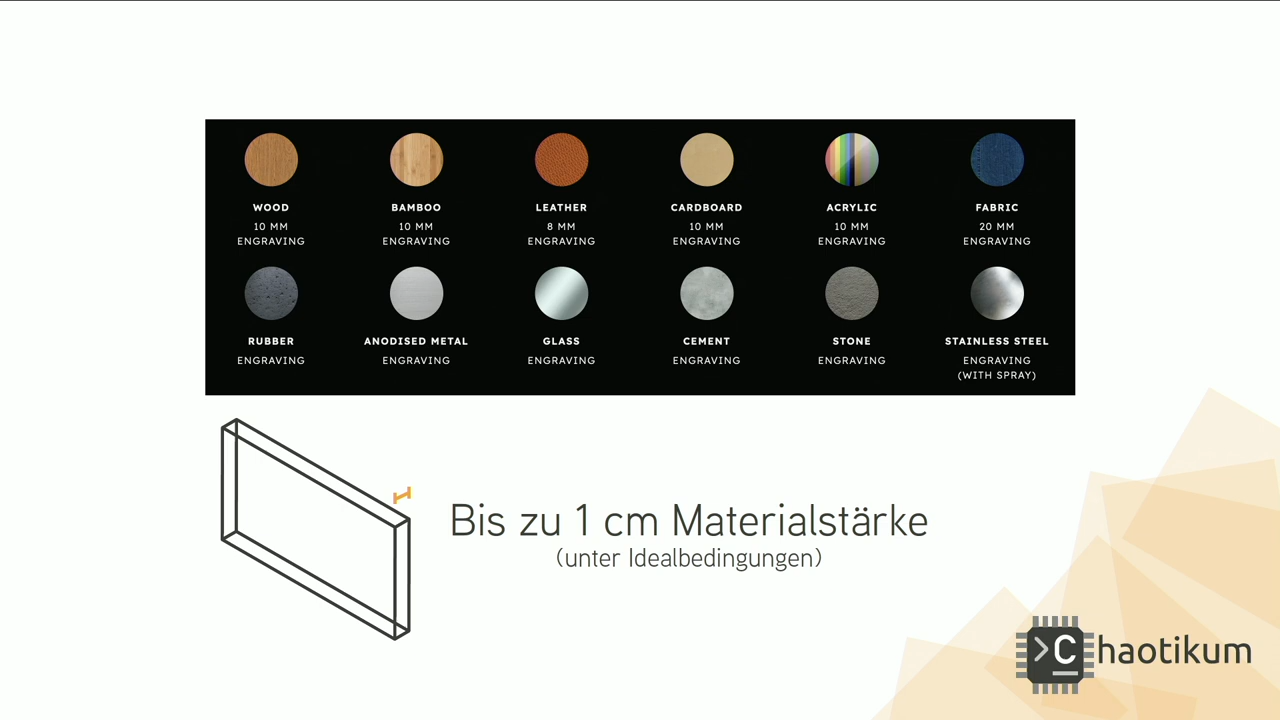 WOOD
10 MM
ENGRAVING
BAMBOO
10 MM
ENGRAVING
LEATHER
8 MM
ENGRAVING
CARDBOARD
10 MM
ENGRAVING
ACRYLIC
10 MM
ENGRAVING
FABRIC
20 MM
ENGRAVING
RUBBER
ENGRAVING
ANODISED METAL
ENGRAVING
GLASS
ENGRAVING
CEMENT
ENGRAVING
STONE
ENGRAVING
STAINLESS STEEL
ENGRAVING
(WITH SPRAY)
Bis zu 1 cm Materialstärke
(unter Idealbedingungen)
>C_haotikum